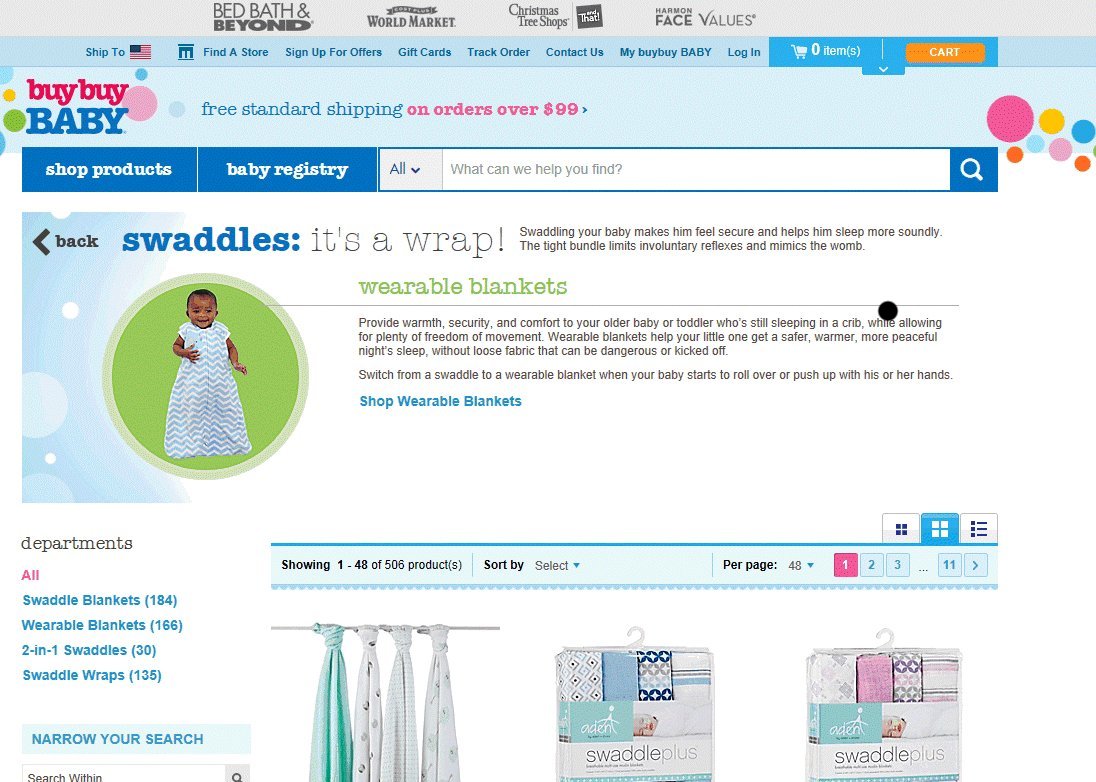 BED BATH &
BEYOND
COST PLUS
WORLD MARKET
Christmas
Tree Shops
and
That!
HARMON
FACE VALUES
Ship To
Find A Store
Sign Up For Offers
Gift Cards
Track Order
Contact Us
My buybuy BABY
Log In
0 item(s)
CART
buybuy
BABY
free standard shipping on orders over $99 ›
shop products
baby registry
All
What can we help you find?
back
swaddles: it's a wrap!
Swaddling your baby makes him feel secure and helps him sleep more soundly.
The tight bundle limits involuntary reflexes and mimics the womb.
wearable blankets
Provide warmth, security, and comfort to your older baby or toddler who's still sleeping in a crib, while allowing
for plenty of freedom of movement. Wearable blankets help your little one get a safer, warmer, more peaceful
night's sleep, without loose fabric that can be dangerous or kicked off.
Switch from a swaddle to a wearable blanket when your baby starts to roll over or push up with his or her hands.
Shop Wearable Blankets
departments
All
Swaddle Blankets (184)
Wearable Blankets (166)
2-in-1 Swaddles (30)
Swaddle Wraps (135)
NARROW YOUR SEARCH
Search Within
Showing 1 - 48 of 506 product(s)
Sort by Select
Per page: 48
1 2 3 ... 11 >
aden
swaddleplus
aden
swaddleplus